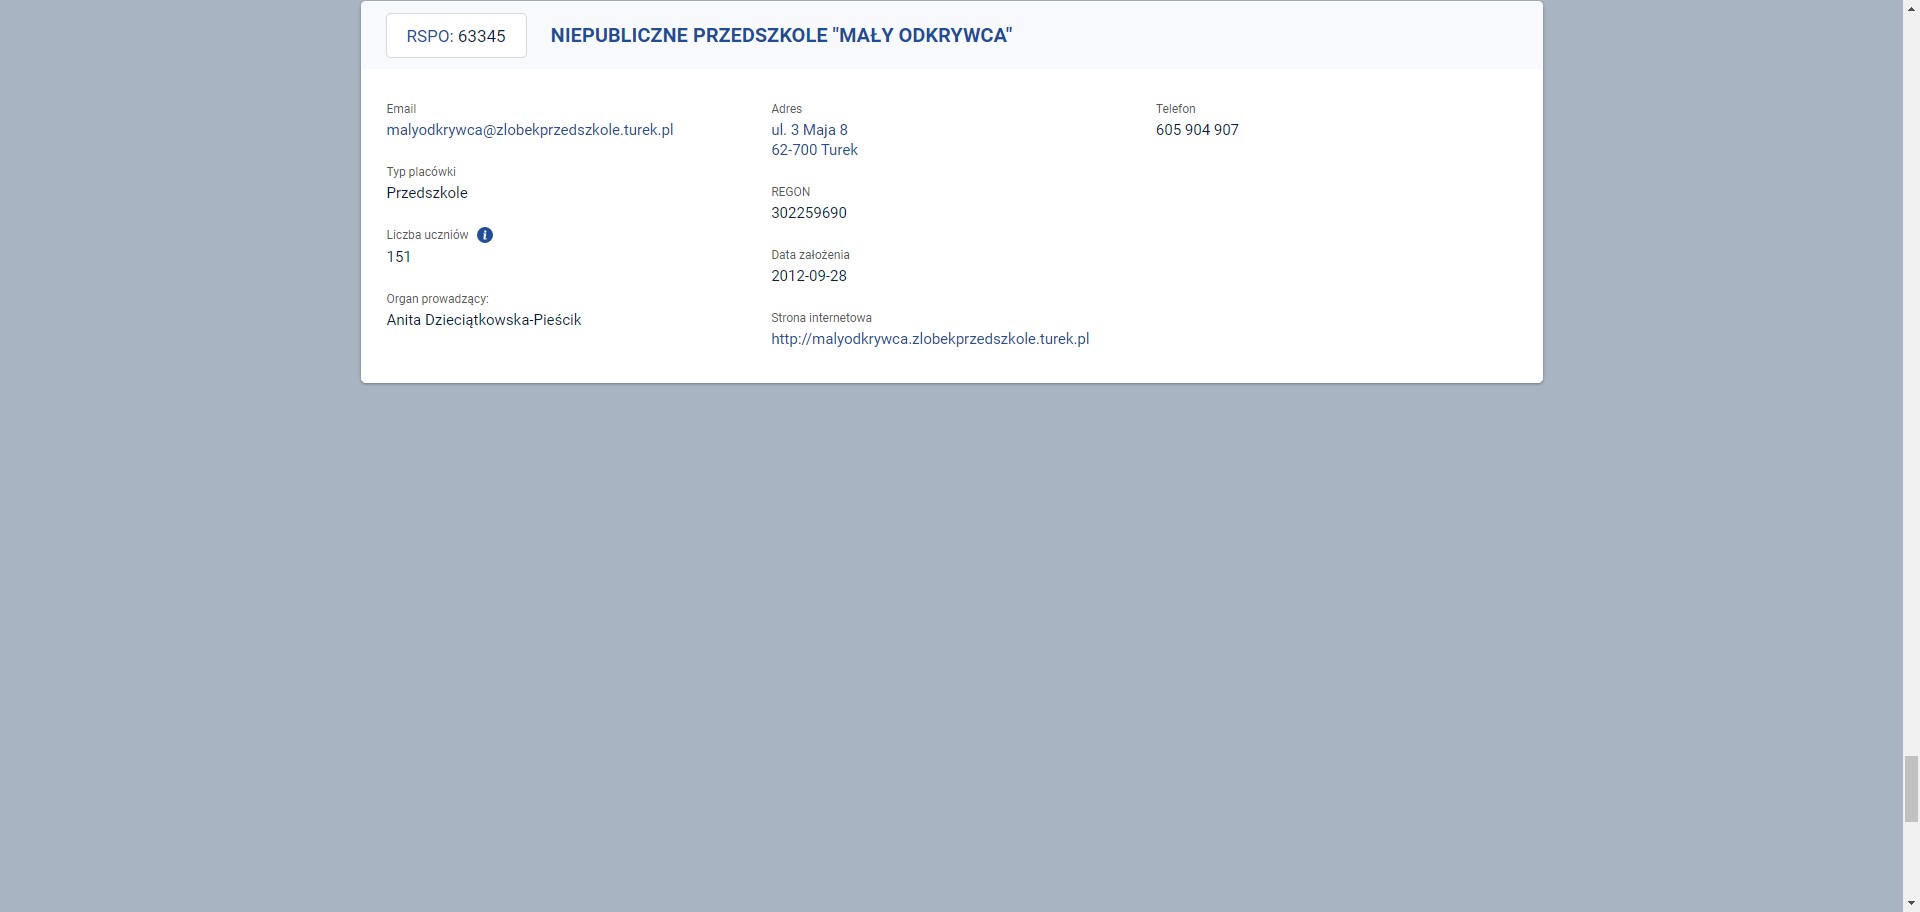 RSPO: 63345
NIEPUBLICZNE PRZEDSZKOLE "MAŁY ODKRYWCA"
Email
malyodkrywca@zlobekprzedszkole.turek.pl
Typ placówki
Przedszkole
Liczba uczniów
151
Organ prowadzący:
Anita Dzieciątkowska-Pieścik
Adres
ul. 3 Maja 8
62-700 Turek
REGON
302259690
Data założenia
2012-09-28
Strona internetowa
http://malyodkrywca.zlobekprzedszkole.turek.pl
Telefon
605 904 907